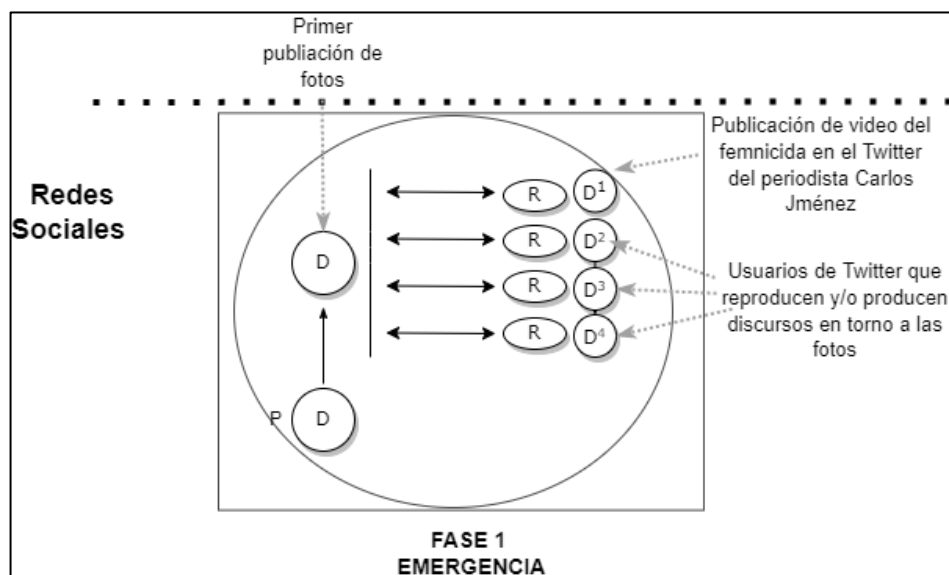 Primer
publiación de
fotos
Redes
Sociales
Publicación de video del
femnicida en el Twitter
del periodista Carlos
Jménez
R D¹
R D²
D
R D³
R D⁴
Usuarios de Twitter que
reproducen y/o producen
discursos en torno a las
fotos
P D
FASE 1
EMERGENCIA